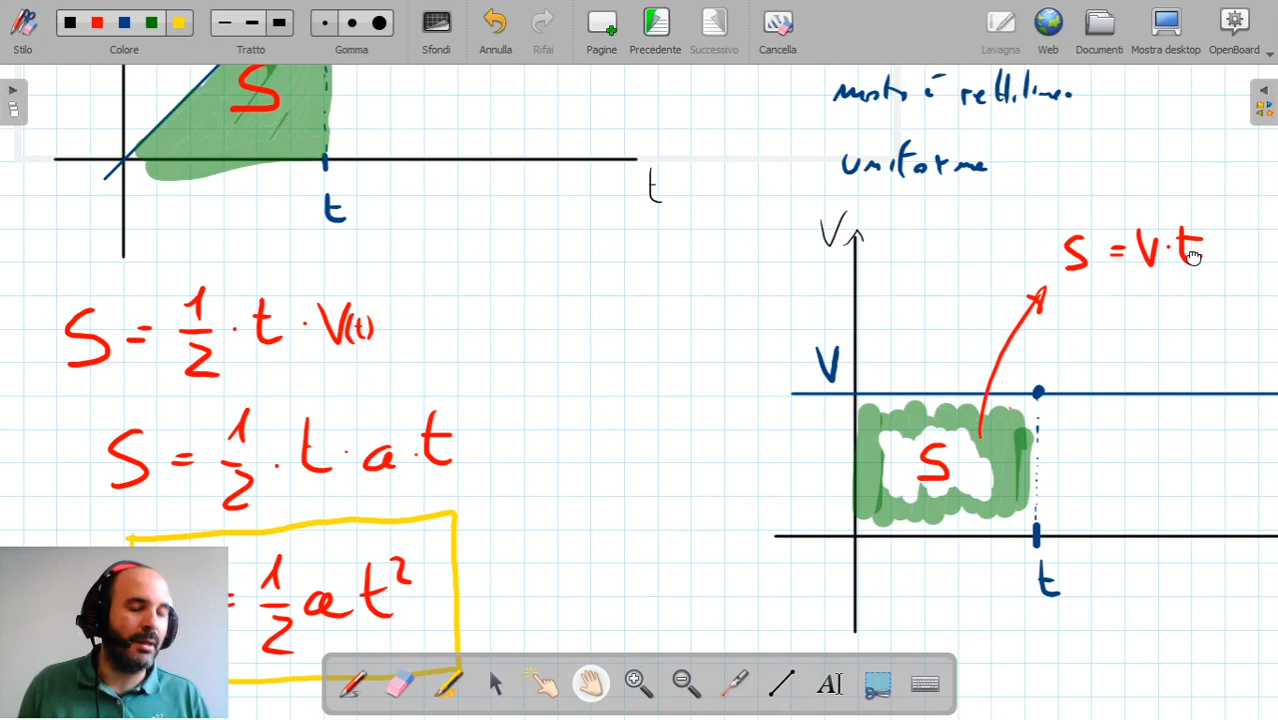 Stilo
Colore
Tratto
Gomma
Sfondi
Annulla
Rifai
Pagine
Precedente
Successivo
Cancella
Lavagna
Web
Documenti
Mostra desktop
OpenBoard
S
t
t
S = 1/2 · t · V(t)
S = 1/2 · t · a · t
= 1/2 a t²
moto è rettilineo
uniforme
V
S = V · t
V
S
t
AI